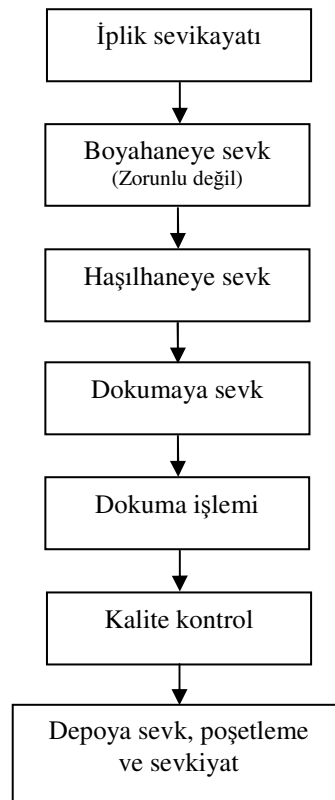 İplik sevikayatı
Boyahaneye sevk
(Zorunlu değil)
Haşılhaneye sevk
Dokumaya sevk
Dokuma işlemi
Kalite kontrol
Depoya sevk, poşetleme
ve sevkiyat